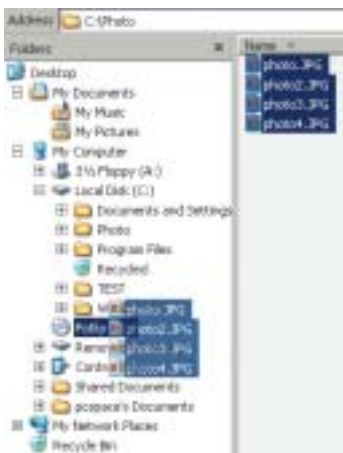 Address C:\Photo
Folders
Name
Desktop
My Documents
My Music
My Pictures
My Computer
3½ Floppy (A:)
Local Disk (C:)
Documents and Settings
Photo
Program Files
Recycled
TEST
Shared Documents
pcspace's Documents
My Network Places
Recycle Bin
photo.JPG
photo2.JPG
photo3.JPG
photo4.JPG
photo.JPG
photo2.JPG
photo3.JPG
photo4.JPG